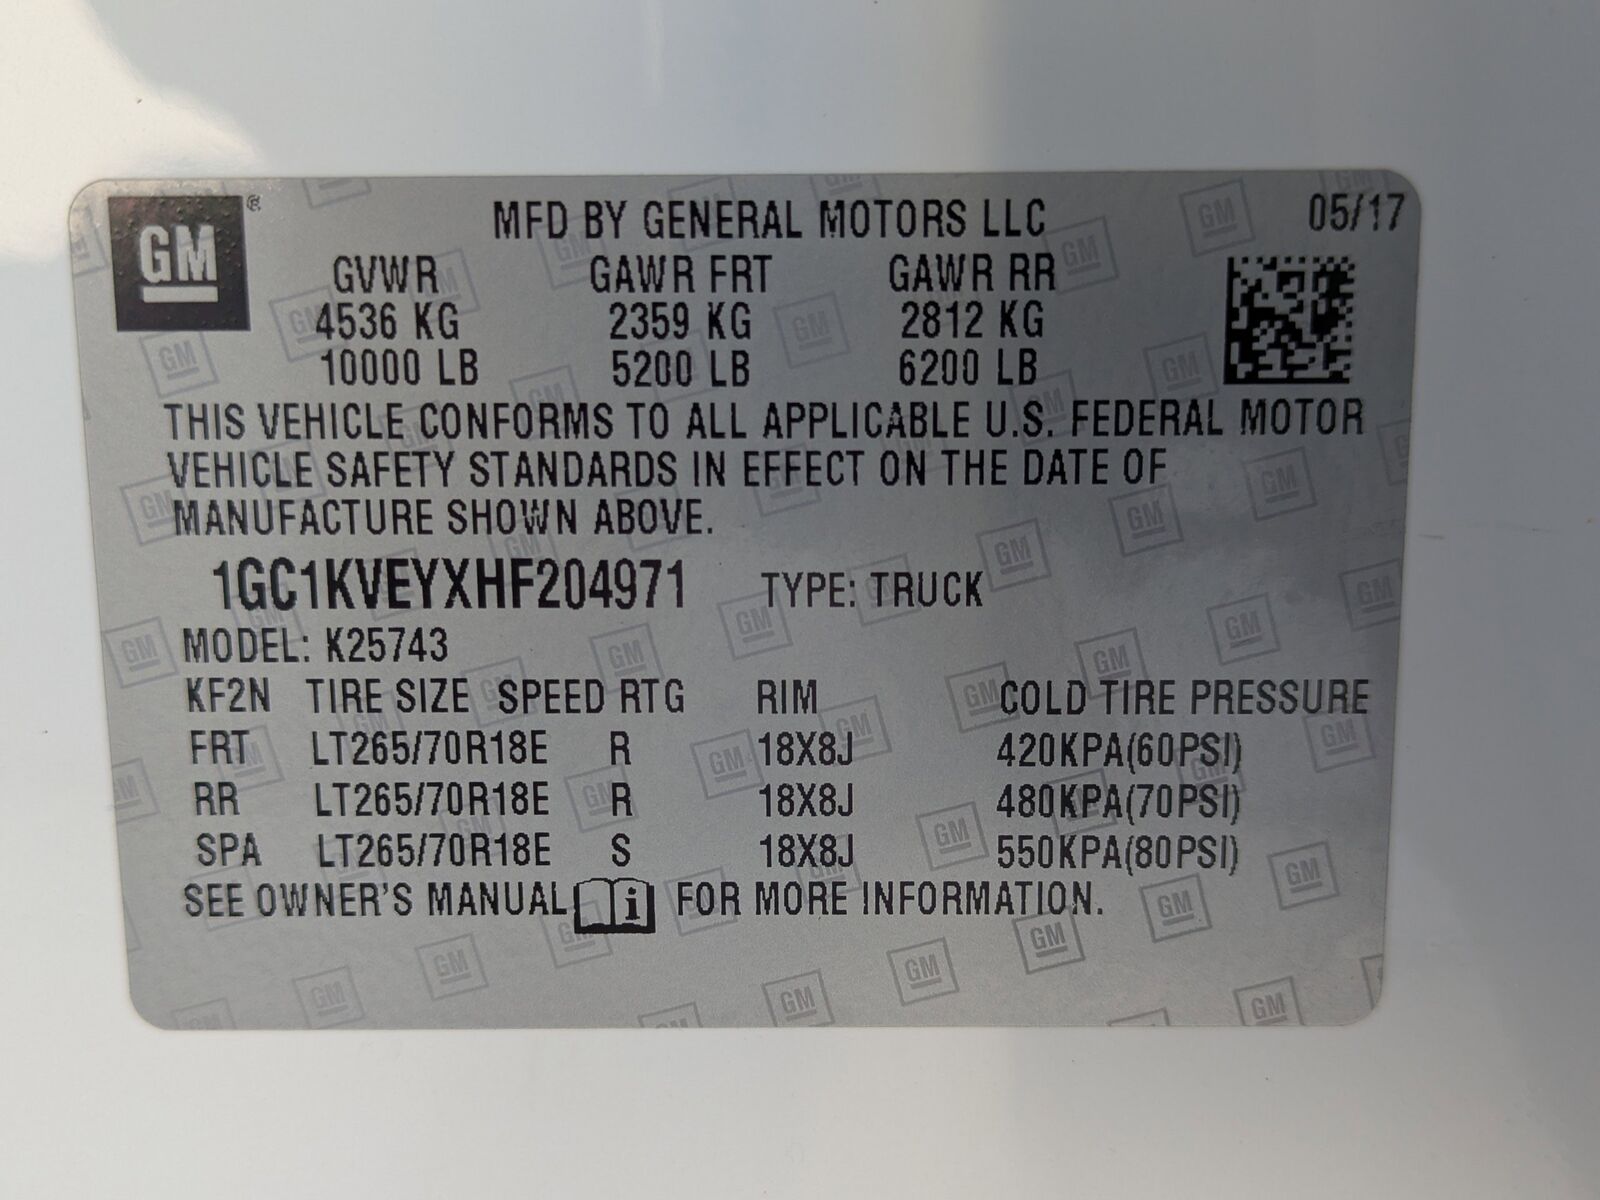 GM ® MFD BY GENERAL MOTORS LLC 05/17
GVWR GAWR FRT GAWR RR
4536 KG 2359 KG 2812 KG
10000 LB 5200 LB 6200 LB
THIS VEHICLE CONFORMS TO ALL APPLICABLE U.S. FEDERAL MOTOR
VEHICLE SAFETY STANDARDS IN EFFECT ON THE DATE OF
MANUFACTURE SHOWN ABOVE.
1GC1KVEYXHF204971 TYPE: TRUCK
MODEL: K25743
KF2N TIRE SIZE SPEED RTG RIM COLD TIRE PRESSURE
FRT LT265/70R18E R 18X8J 420KPA(60PSI)
RR LT265/70R18E R 18X8J 480KPA(70PSI)
SPA LT265/70R18E S 18X8J 550KPA(80PSI)
SEE OWNER'S MANUAL i FOR MORE INFORMATION.